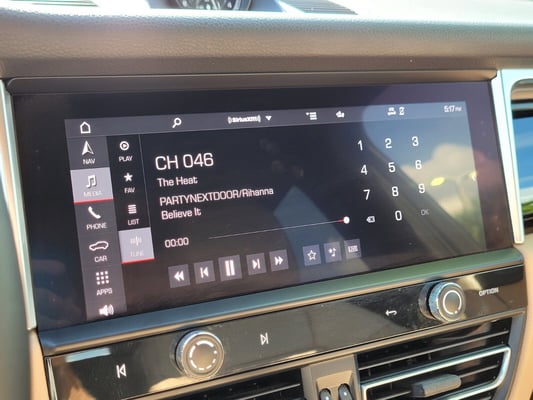 ((SiriusXM))
5:17 PM
NAV
MEDIA
PHONE
CAR
APPS
PLAY
FAV
LIST
TUNE
CH 046
The Heat
PARTYNEXTDOOR/Rihanna
Believe It
00:00
1 2 3
4 5 6
7 8 9
0 OK
OPTION